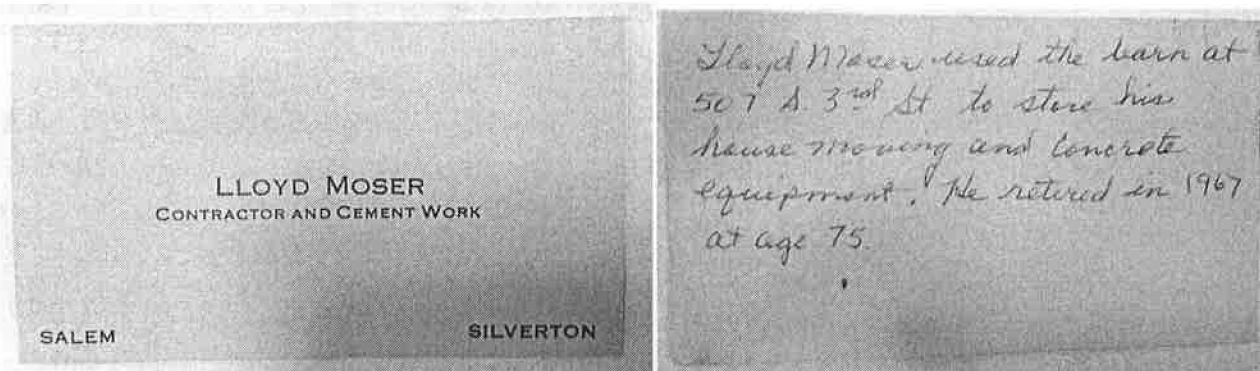 LLOYD MOSER
CONTRACTOR AND CEMENT WORK
SALEM
SILVERTON
Lloyd Moser used the barn at
507 S. 3rd St to store his
house moving and concrete
equipment. He retired in 1967
at age 75.